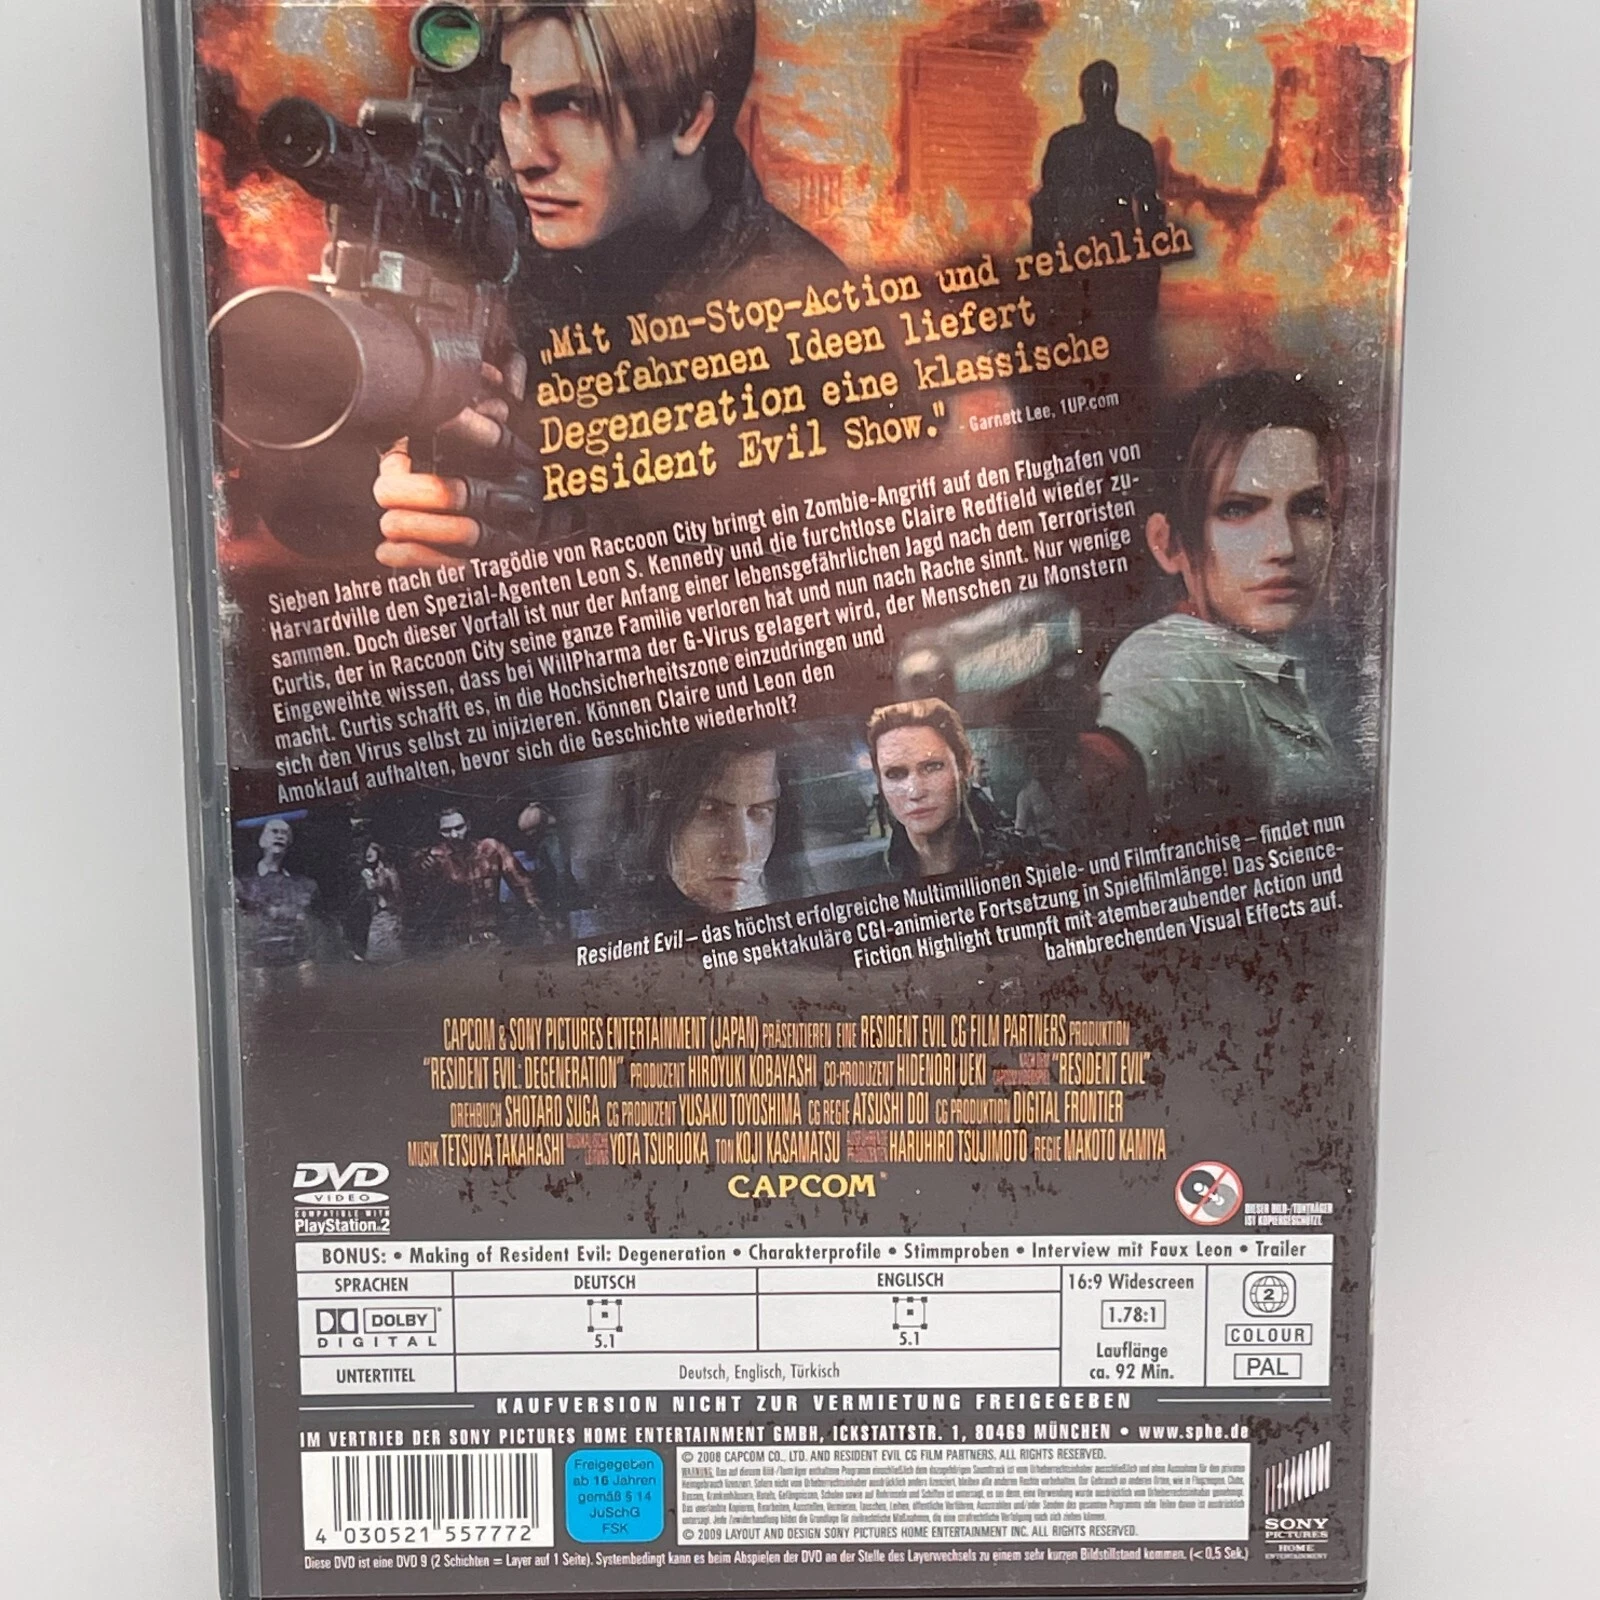 „Mit Non-Stop-Action und reichlich
abgefahrenen Ideen liefert
Degeneration eine klassische
Resident Evil Show." - Garnett Lee, 1UP.com
Sieben Jahre nach der Tragödie von Raccoon City bringt ein Zombie-Angriff auf den Flughafen von
Harvardville den Spezial-Agenten Leon S. Kennedy und die furchtlose Claire Redfield wieder zu-
sammen. Doch dieser Vorfall ist nur der Anfang einer lebensgefährlichen Jagd nach dem Terroristen
Curtis, der in Raccoon City seine ganze Familie verloren hat und nun nach Rache sinnt. Nur wenige
Eingeweihte wissen, dass bei WillPharma der G-Virus gelagert wird, der Menschen zu Monstern
macht. Curtis schafft es, in die Hochsicherheitszone einzudringen und
sich den Virus selbst zu injizieren. Können Claire und Leon den
Amoklauf aufhalten, bevor sich die Geschichte wiederholt?
Resident Evil – das höchst erfolgreiche Multimillionen Spiele- und Filmfranchise – findet nun
eine spektakuläre CGI-animierte Fortsetzung in Spielfilmlänge! Das Science-
Fiction Highlight trumpft mit atemberaubender Action und
bahnbrechenden Visual Effects auf.
CAPCOM & SONY PICTURES ENTERTAINMENT (JAPAN) PRÄSENTIEREN EINE RESIDENT EVIL CG FILM PARTNERS PRODUKTION
"RESIDENT EVIL: DEGENERATION" PRODUZENT HIROYUKI KOBAYASHI CO-PRODUZENT HIDENORI UEKI "RESIDENT EVIL"
DREHBUCH SHOTARO SUGA CG PRODUZENT YUSAKU TOYOSHIMA CG REGIE ATSUSHI DOI CG PRODUKTION DIGITAL FRONTIER
MUSIK TETSUYA TAKAHASHI YOTA TSURUOKA TON KOJI KASAMATSU HARUHIRO TSUJIMOTO REGIE MAKOTO KAMIYA
CAPCOM
DVD
VIDEO
COMPATIBLE WITH
PlayStation.2
DIESER BILD-/TONTRÄGER
IST KOPIERGESCHÜTZT.
BONUS: • Making of Resident Evil: Degeneration • Charakterprofile • Stimmproben • Interview mit Faux Leon • Trailer
SPRACHEN DEUTSCH ENGLISCH 16:9 Widescreen
DOLBY
DIGITAL
5.1 5.1
1.78:1
Lauflänge
ca. 92 Min.
2
COLOUR
PAL
UNTERTITEL Deutsch, Englisch, Türkisch
KAUFVERSION NICHT ZUR VERMIETUNG FREIGEGEBEN
IM VERTRIEB DER SONY PICTURES HOME ENTERTAINMENT GMBH, ICKSTATTSTR. 1, 80469 MÜNCHEN • www.sphe.de
4 030521 557772
Freigegeben
ab 16 Jahren
gemäß § 14
JuSchG
FSK
© 2008 CAPCOM CO., LTD. AND RESIDENT EVIL CG FILM PARTNERS, ALL RIGHTS RESERVED.
© 2009 LAYOUT AND DESIGN SONY PICTURES HOME ENTERTAINMENT INC. ALL RIGHTS RESERVED.
SONY
PICTURES
HOME
ENTERTAINMENT
Diese DVD ist eine DVD 9 (2 Schichten = Layer auf 1 Seite). Systembedingt kann es beim Abspielen der DVD an der Stelle des Layerwechsels zu einem sehr kurzen Bildstillstand kommen. (< 0,5 Sek.)